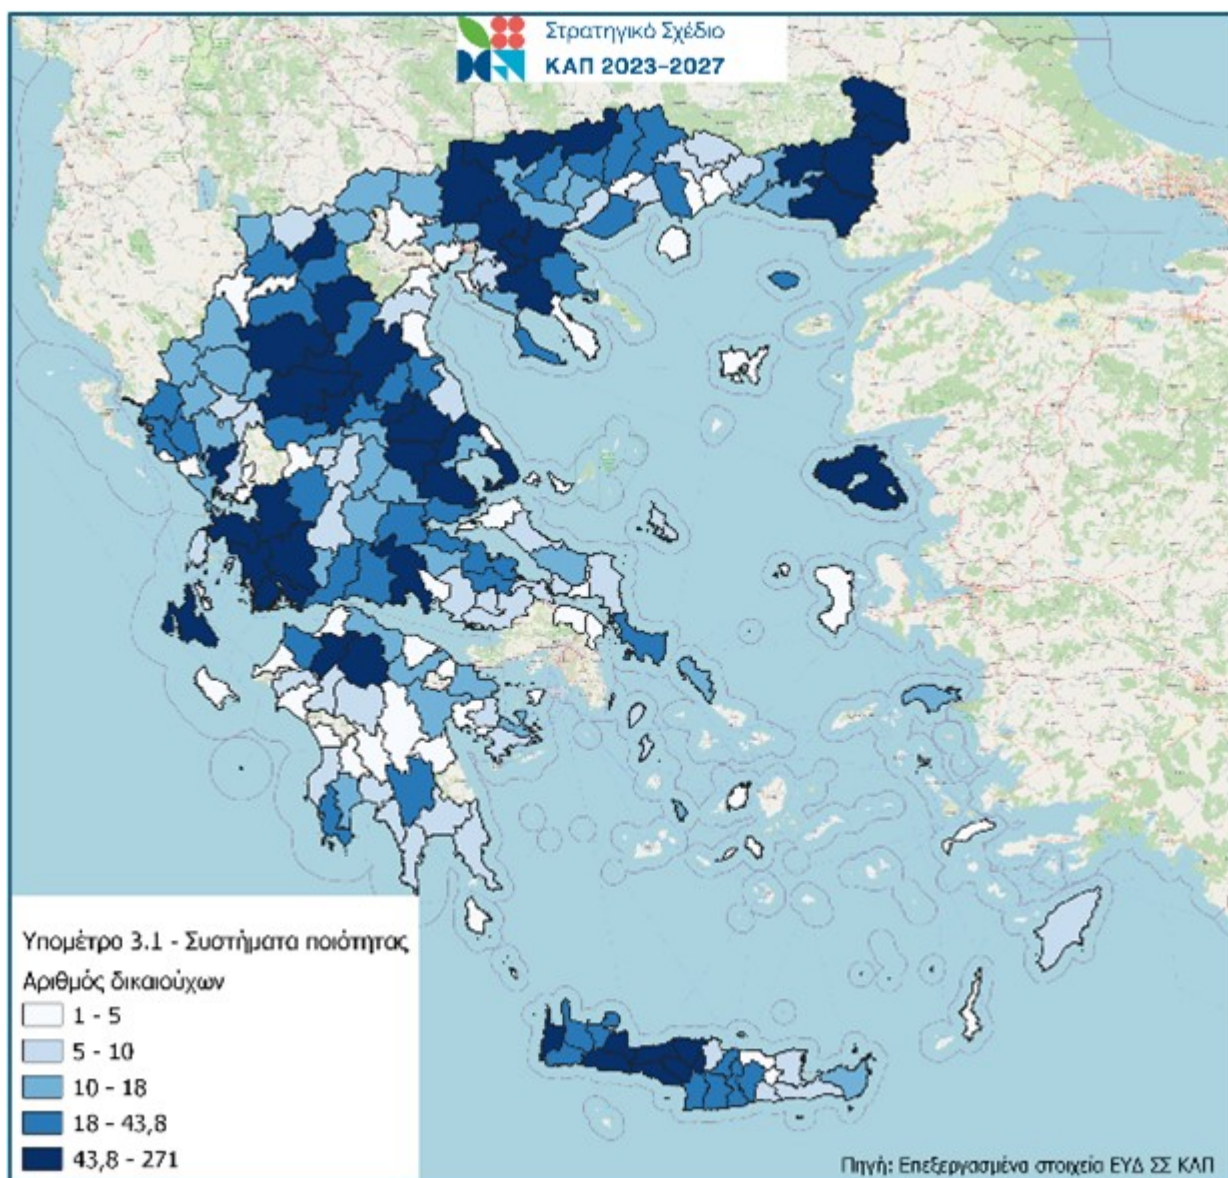 Στρατηγικό Σχέδιο
ΚΑΠ 2023-2027
Υπομέτρο 3.1 - Συστήματα ποιότητας
Αριθμός δικαιούχων
1 - 5
5 - 10
10 - 18
18 - 43,8
43,8 - 271
Πηγή: Επεξεργασμένα στοιχεία ΕΥΔ ΣΣ ΚΑΠ